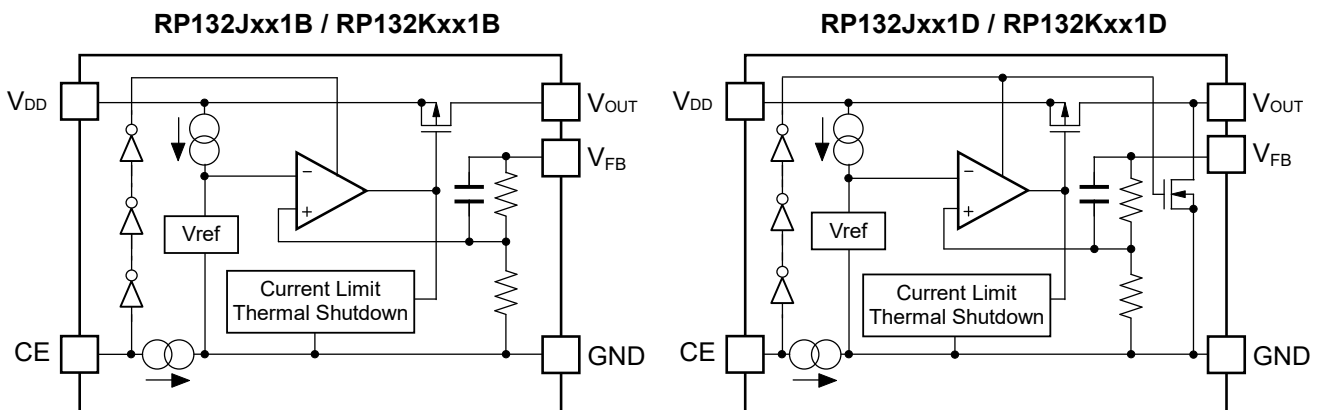 RP132Jxx1B / RP132Kxx1B
VDD
VOUT
VFB
−
+
Vref
Current Limit
Thermal Shutdown
CE
GND
RP132Jxx1D / RP132Kxx1D
VDD
VOUT
VFB
−
+
Vref
Current Limit
Thermal Shutdown
CE
GND